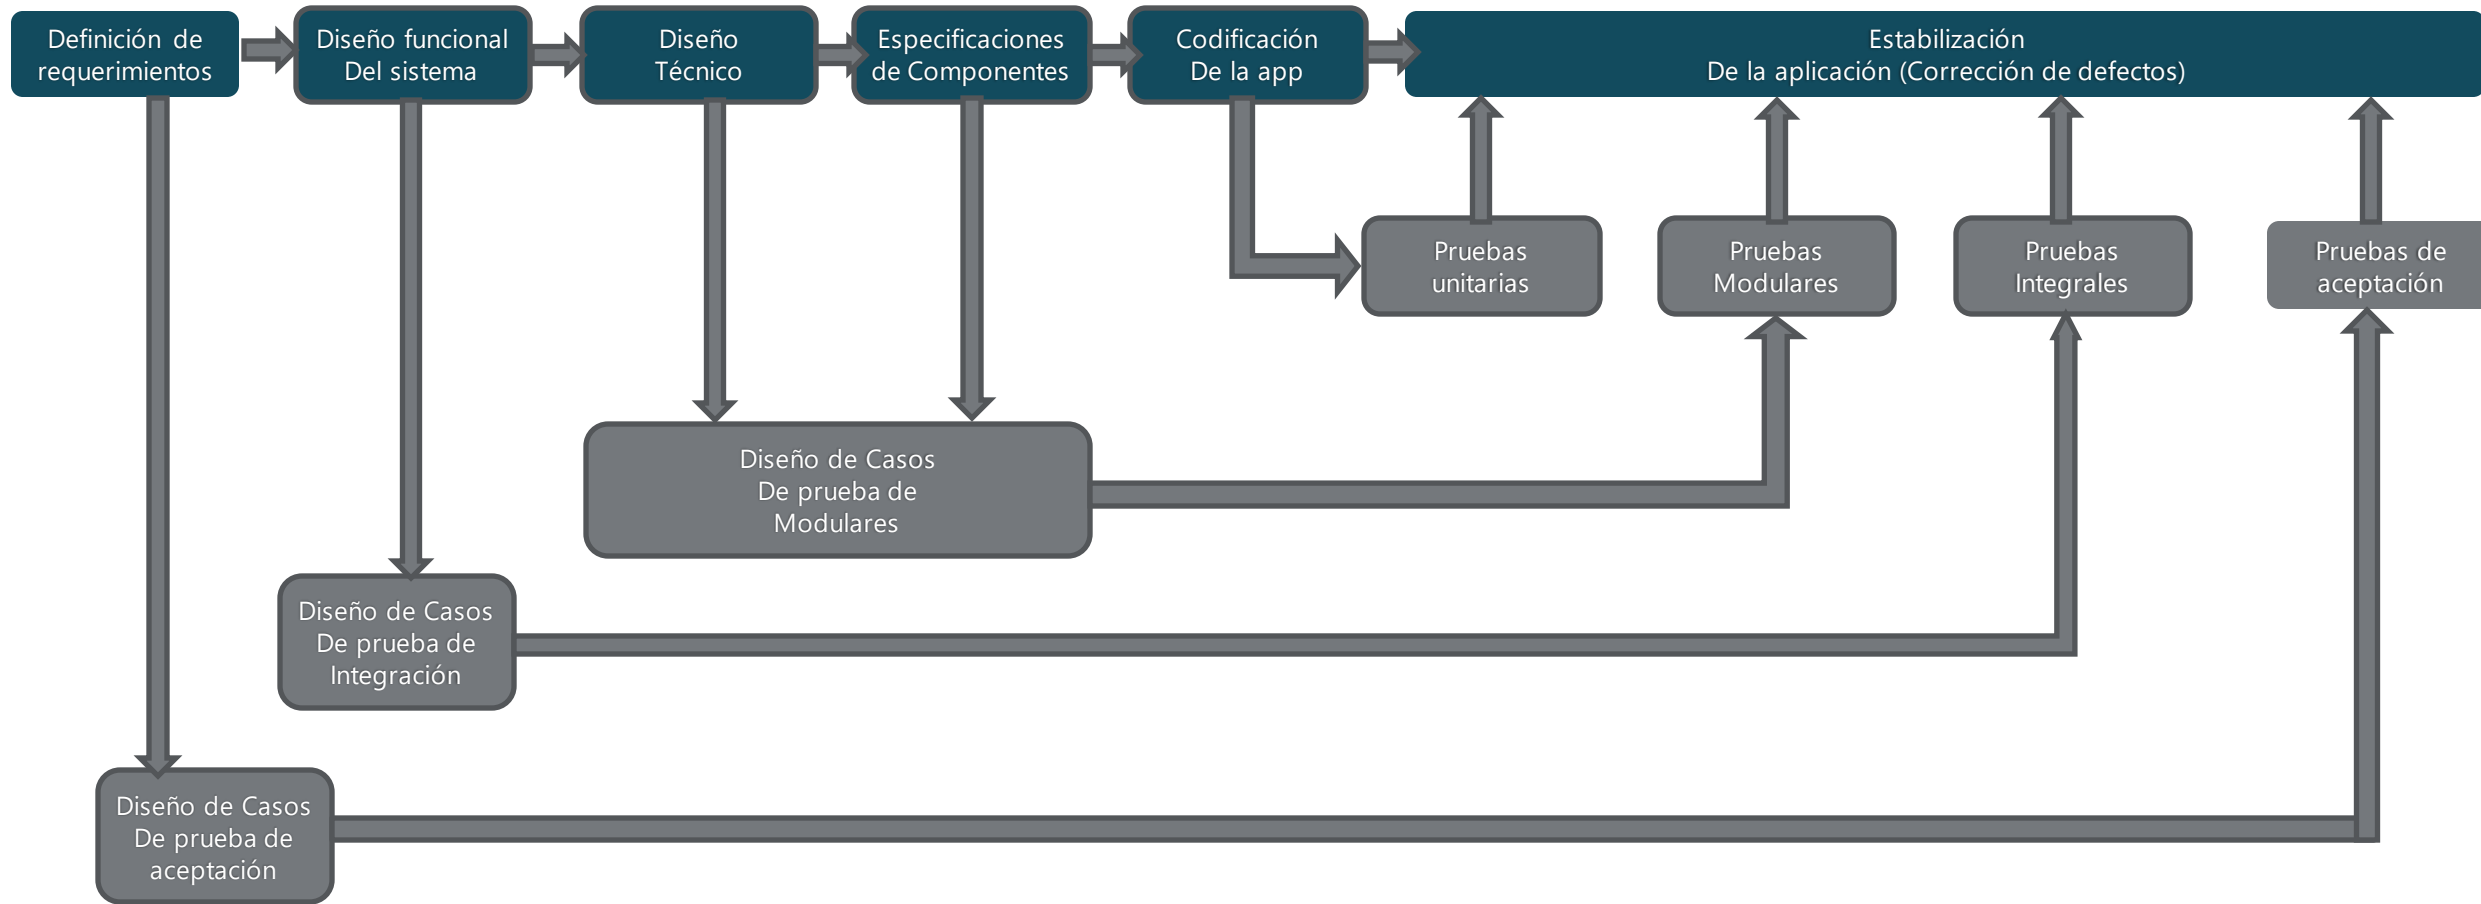 Definición de
requerimientos
Diseño funcional
Del sistema
Diseño
Técnico
Especificaciones
de Componentes
Codificación
De la app
Estabilización
De la aplicación (Corrección de defectos)
Pruebas
unitarias
Pruebas
Modulares
Pruebas
Integrales
Pruebas de
aceptación
Diseño de Casos
De prueba de
Modulares
Diseño de Casos
De prueba de
Integración
Diseño de Casos
De prueba de
aceptación